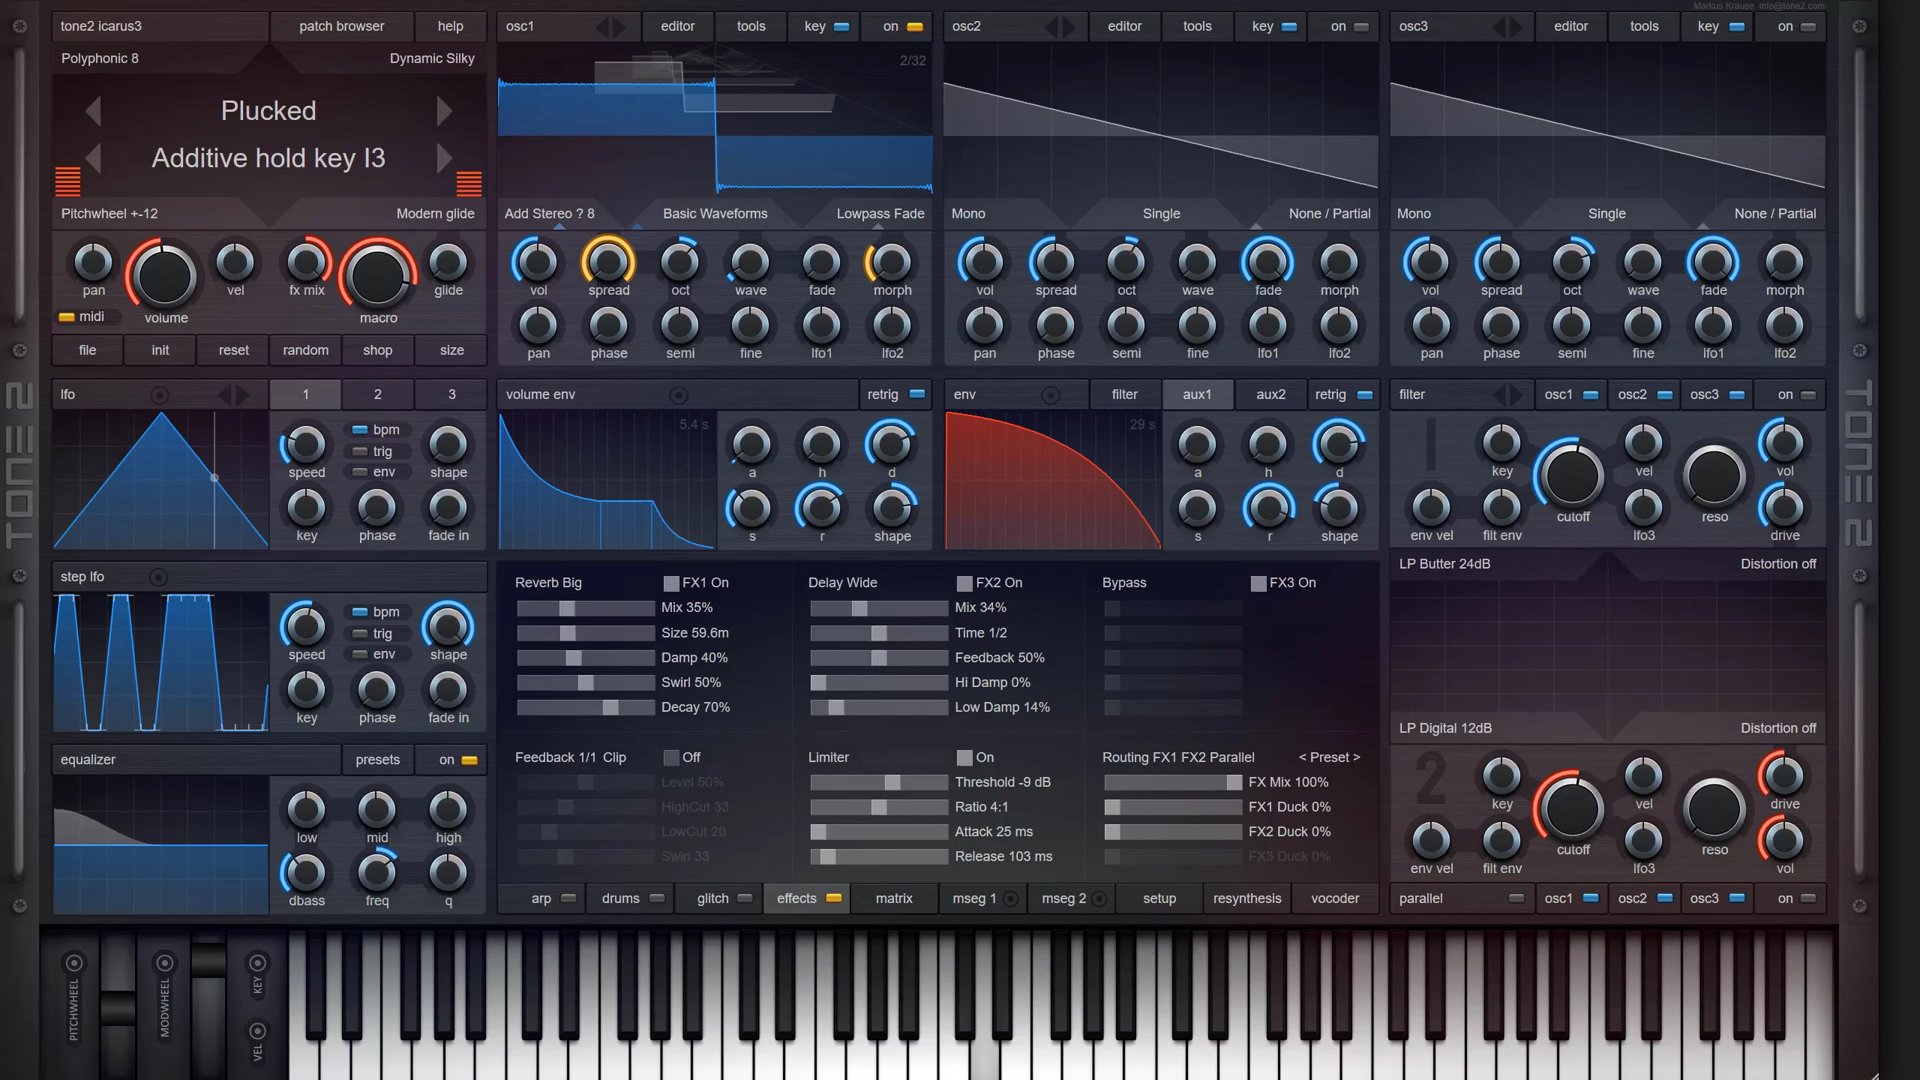 Markus Krause info@tone2.com
tone2 icarus3 patch browser help
Polyphonic 8 Dynamic Silky
Plucked
Additive hold key I3
Pitchwheel +-12 Modern glide
pan volume vel fx mix macro glide
midi
file init reset random shop size
osc1 editor tools key on
2/32
Add Stereo ? 8 Basic Waveforms Lowpass Fade
vol spread oct wave fade morph
pan phase semi fine lfo1 lfo2
osc2 editor tools key on
Mono Single None / Partial
vol spread oct wave fade morph
pan phase semi fine lfo1 lfo2
osc3 editor tools key on
Mono Single None / Partial
vol spread oct wave fade morph
pan phase semi fine lfo1 lfo2
TONE2
TONE2
lfo 1 2 3
speed bpm trig env shape
key phase fade in
volume env retrig
5.4 s
a h d
s r shape
env filter aux1 aux2 retrig
29 s
a h d
s r shape
filter osc1 osc2 osc3 on
1
key cutoff vel reso vol
env vel filt env lfo3 drive
LP Butter 24dB Distortion off
step lfo
speed bpm trig env shape
key phase fade in
equalizer presets on
low mid high
dbass freq q
Reverb Big FX1 On
Mix 35%
Size 59.6m
Damp 40%
Swirl 50%
Decay 70%
Delay Wide FX2 On
Mix 34%
Time 1/2
Feedback 50%
Hi Damp 0%
Low Damp 14%
Bypass FX3 On
Feedback 1/1 Clip Off
Level 50%
HighCut 33
LowCut 20
Swirl 33
Limiter On
Threshold -9 dB
Ratio 4:1
Attack 25 ms
Release 103 ms
Routing FX1 FX2 Parallel < Preset >
FX Mix 100%
FX1 Duck 0%
FX2 Duck 0%
FX3 Duck 0%
arp drums glitch effects matrix mseg 1 mseg 2 setup resynthesis vocoder
LP Digital 12dB Distortion off
2
key cutoff vel reso drive
env vel filt env lfo3 vol
parallel osc1 osc2 osc3 on
PITCHWHEEL
MODWHEEL
KEY
VEL